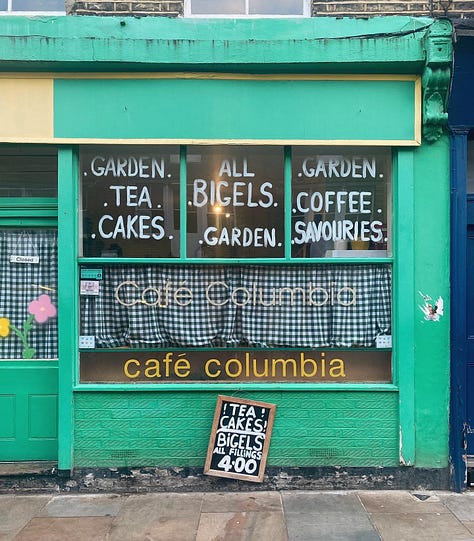 .GARDEN.
.TEA.
.CAKES.
ALL
.BIGELS.
.GARDEN.
.GARDEN.
.COFFEE.
.SAVOURIES.
Closed
Café Columbia
café columbia
! TEA !
CAKES!
BIGELS
ALL FILLINGS
4.00